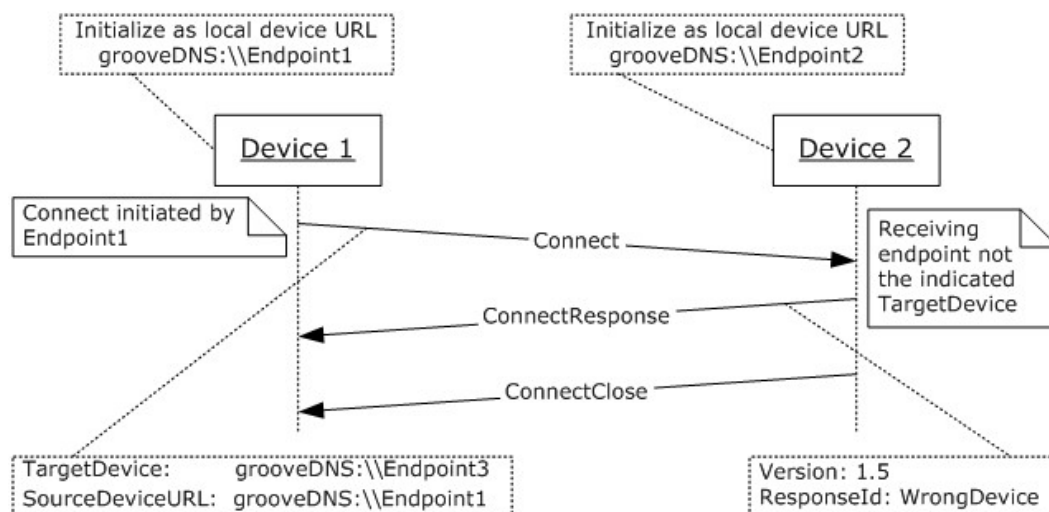 Initialize as local device URL
grooveDNS:\\Endpoint1
Initialize as local device URL
grooveDNS:\\Endpoint2
Device 1
Device 2
Connect initiated by
Endpoint1
Connect
Receiving
endpoint not
the indicated
TargetDevice
ConnectResponse
ConnectClose
TargetDevice: grooveDNS:\\Endpoint3
SourceDeviceURL: grooveDNS:\\Endpoint1
Version: 1.5
ResponseId: WrongDevice